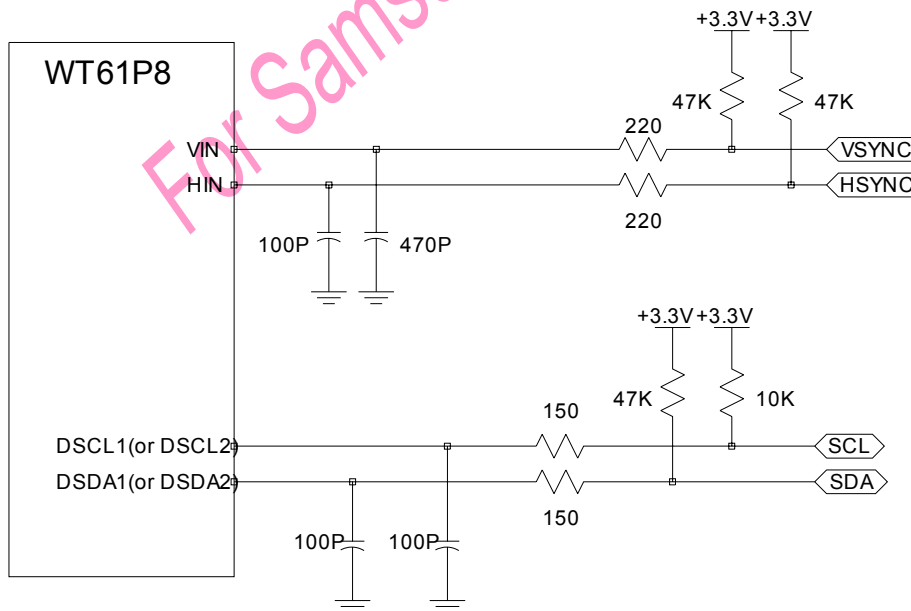 For Sams
+3.3V +3.3V
WT61P8
47K 47K
220
VIN
VSYNC
HIN
HSYNC
220
100P 470P
+3.3V +3.3V
47K 10K
150
DSCL1(or DSCL2)
SCL
DSDA1(or DSDA2)
SDA
150
100P 100P